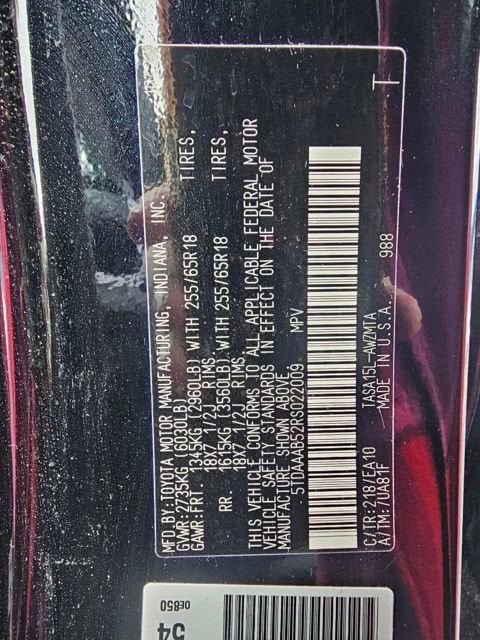 MFD.BY:TOYOTA MOTOR MANUFACTURING, INDIANA, INC.
GVWR:2735KG (6030LB)
GAWR:FRT. 1345KG (2960LB) WITH 255/65R18 TIRES,
18X7 1/2J RIMS
RR. 1615KG (3560LB) WITH 255/65R18 TIRES,
18X7 1/2J RIMS
THIS VEHICLE CONFORMS TO ALL APPLICABLE FEDERAL MOTOR
VEHICLE SAFETY STANDARDS IN EFFECT ON THE DATE OF
MANUFACTURE SHOWN ABOVE.
5TDAAAB52RS022009 MPV
C/TR:218/EA10 TASA15L-AWZMTA 988
A/TM:7UA81F MADE IN U.S.A. T
54
0E850